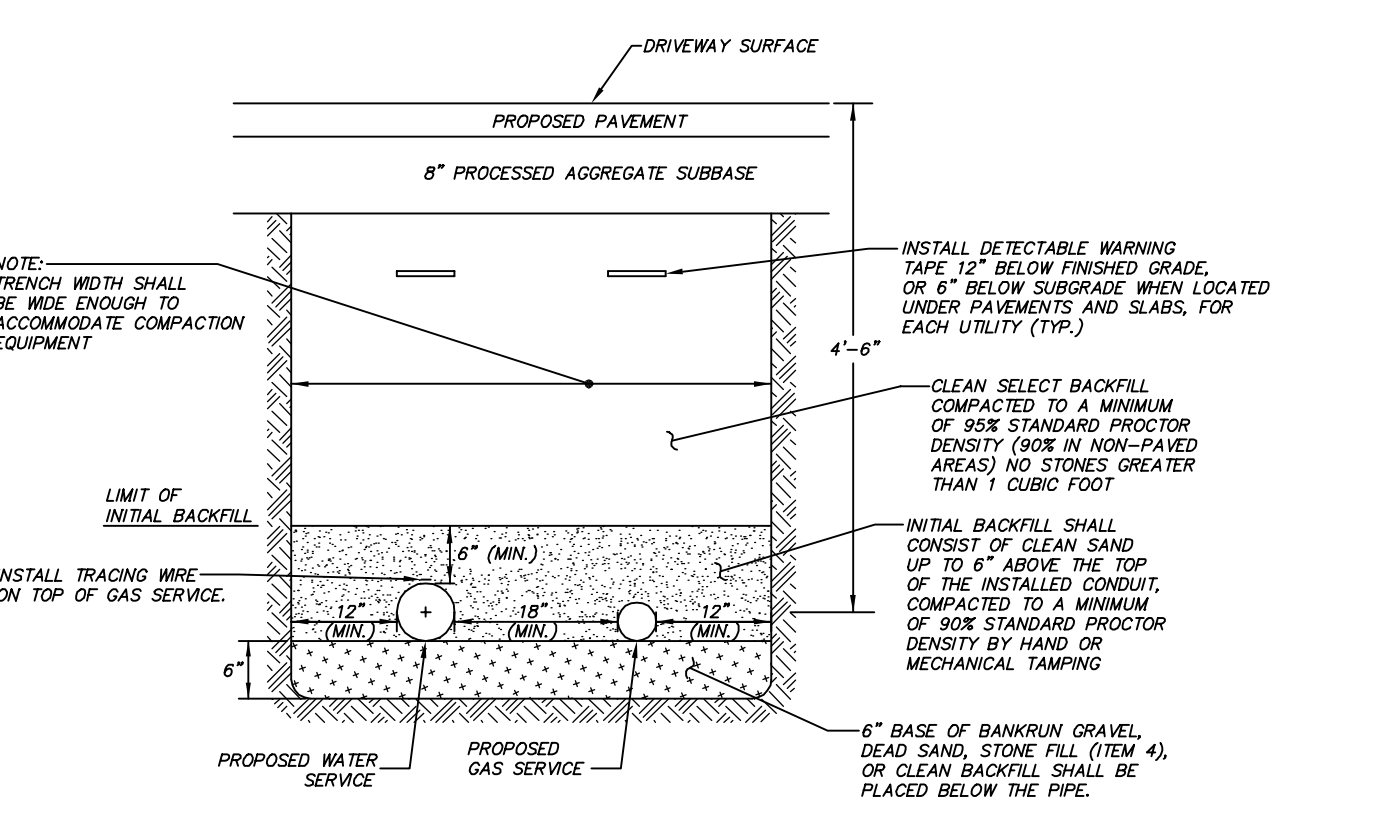 DRIVEWAY SURFACE
PROPOSED PAVEMENT
8" PROCESSED AGGREGATE SUBBASE
NOTE:
TRENCH WIDTH SHALL
BE WIDE ENOUGH TO
ACCOMMODATE COMPACTION
EQUIPMENT
INSTALL DETECTABLE WARNING
TAPE 12" BELOW FINISHED GRADE,
OR 6" BELOW SUBGRADE WHEN LOCATED
UNDER PAVEMENTS AND SLABS, FOR
EACH UTILITY (TYP.)
4'-6"
CLEAN SELECT BACKFILL
COMPACTED TO A MINIMUM
OF 95% STANDARD PROCTOR
DENSITY (90% IN NON-PAVED
AREAS) NO STONES GREATER
THAN 1 CUBIC FOOT
LIMIT OF
INITIAL BACKFILL
6" (MIN.)
INITIAL BACKFILL SHALL
CONSIST OF CLEAN SAND
UP TO 6" ABOVE THE TOP
OF THE INSTALLED CONDUIT,
COMPACTED TO A MINIMUM
OF 90% STANDARD PROCTOR
DENSITY BY HAND OR
MECHANICAL TAMPING
NSTALL TRACING WIRE
ON TOP OF GAS SERVICE.
12"
(MIN.)
18"
(MIN.)
12"
(MIN.)
6"
PROPOSED WATER
SERVICE
PROPOSED
GAS SERVICE
6" BASE OF BANKRUN GRAVEL,
DEAD SAND, STONE FILL (ITEM 4),
OR CLEAN BACKFILL SHALL BE
PLACED BELOW THE PIPE.